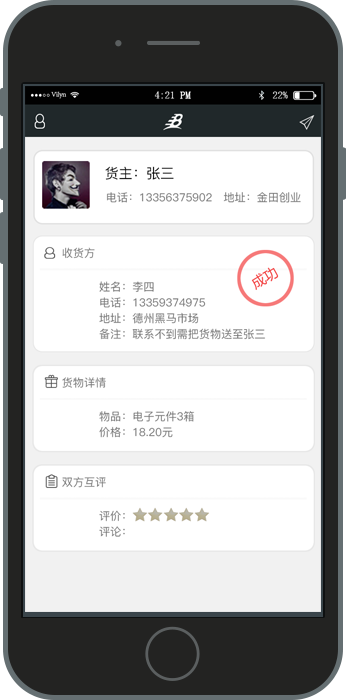 Vilyn
4:21 PM
22%
货主：张三
电话：13356375902 地址：金田创业
收货方
成功
姓名：李四
电话：13359374975
地址：德州黑马市场
备注：联系不到需把货物送至张三
货物详情
物品：电子元件3箱
价格：18.20元
双方互评
评价：
评论：